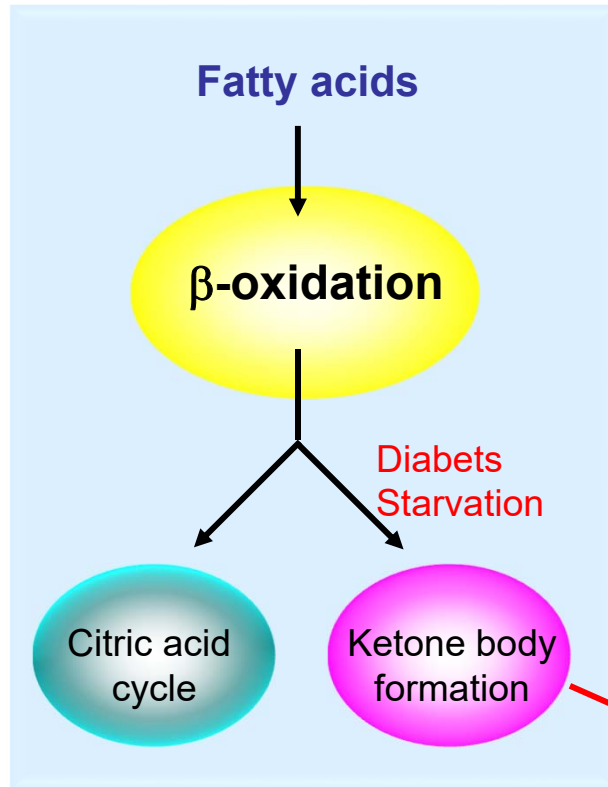 Fatty acids
β-oxidation
Diabets
Starvation
Citric acid
cycle
Ketone body
formation